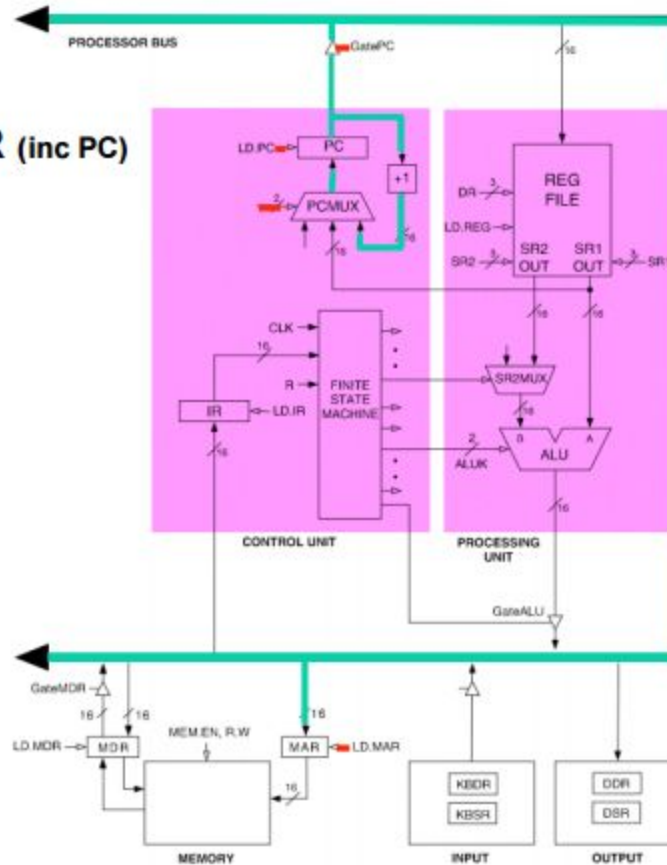 PROCESSOR BUS
GatePC
16
R (inc PC)
LD.PC
PC
+1
2
PCMUX
16
16
REG
FILE
DR
3
LD.REG
SR2
3
SR2
OUT
SR1
OUT
3
SR1
16
16
CLK
16
R
FINITE
STATE
MACHINE
IR
LD.IR
16
SR2MUX
16
B
A
ALU
2
ALUK
16
CONTROL UNIT
PROCESSING
UNIT
GateALU
GateMDR
16
16
16
MEM.EN, R.W
LD.MDR
MDR
MAR
LD.MAR
16
KBDR
KBSR
DDR
DSR
MEMORY
INPUT
OUTPUT